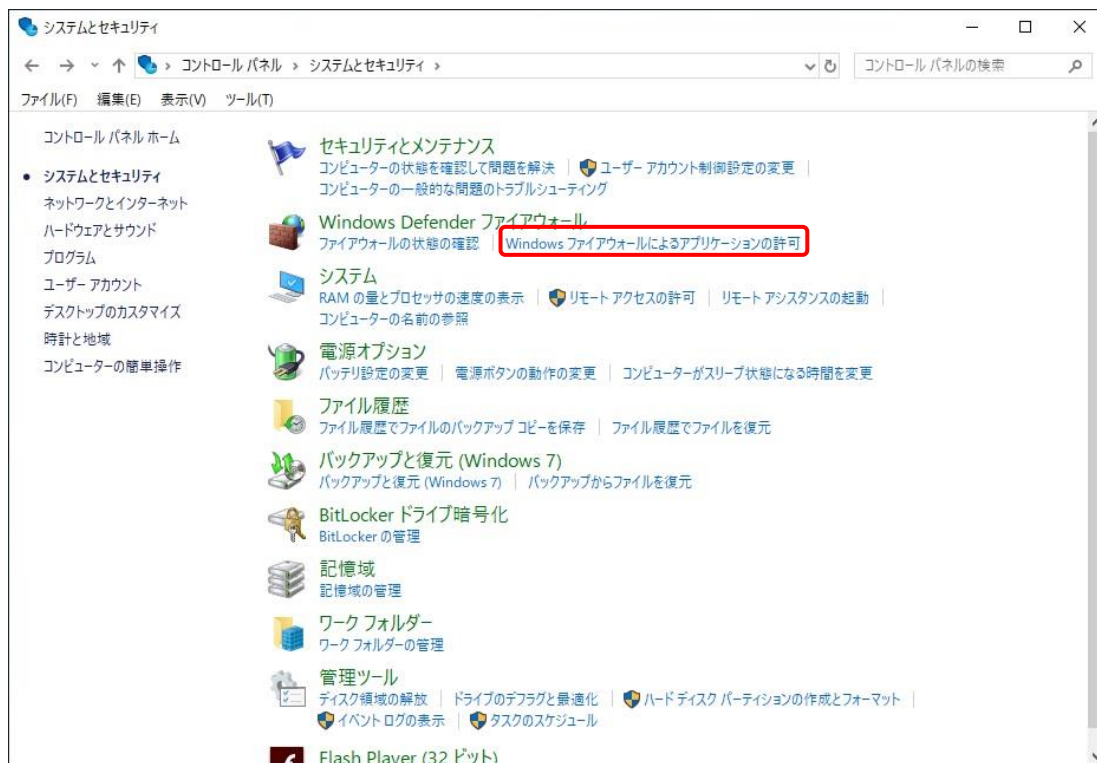 システムとセキュリティ
コントロール パネル › システムとセキュリティ ›
コントロール パネルの検索
ファイル(F) 編集(E) 表示(V) ツール(T)
コントロール パネル ホーム
システムとセキュリティ
ネットワークとインターネット
ハードウェアとサウンド
プログラム
ユーザー アカウント
デスクトップのカスタマイズ
時計と地域
コンピューターの簡単操作
セキュリティとメンテナンス
コンピューターの状態を確認して問題を解決 ユーザー アカウント制御設定の変更
コンピューターの一般的な問題のトラブルシューティング
Windows Defender ファイアウォール
ファイアウォールの状態の確認 Windows ファイアウォールによるアプリケーションの許可
システム
RAM の量とプロセッサの速度の表示 リモート アクセスの許可 リモート アシスタンスの起動
コンピューターの名前の参照
電源オプション
バッテリ設定の変更 電源ボタンの動作の変更 コンピューターがスリープ状態になる時間を変更
ファイル履歴
ファイル履歴でファイルのバックアップ コピーを保存 ファイル履歴でファイルを復元
バックアップと復元 (Windows 7)
バックアップと復元 (Windows 7) バックアップからファイルを復元
BitLocker ドライブ暗号化
BitLocker の管理
記憶域
記憶域の管理
ワーク フォルダー
ワーク フォルダーの管理
管理ツール
ディスク領域の解放 ドライブのデフラグと最適化 ハード ディスク パーティションの作成とフォーマット
イベント ログの表示 タスクのスケジュール
Flash Player (32 ビット)